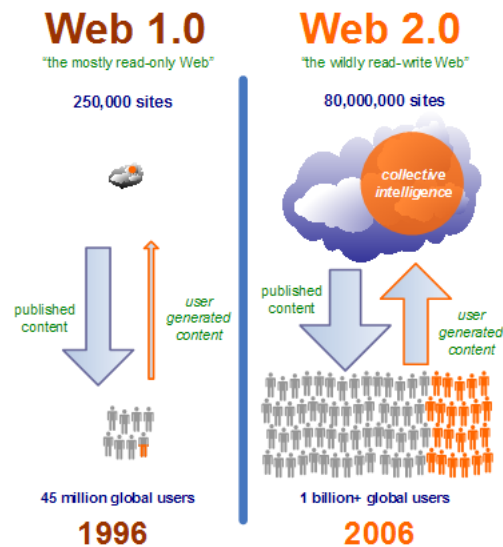 Web 1.0
"the mostly read-only Web"
250,000 sites
published
content
user
generated
content
45 million global users
1996
Web 2.0
"the wildly read-write Web"
80,000,000 sites
collective
intelligence
published
content
user
generated
content
1 billion+ global users
2006